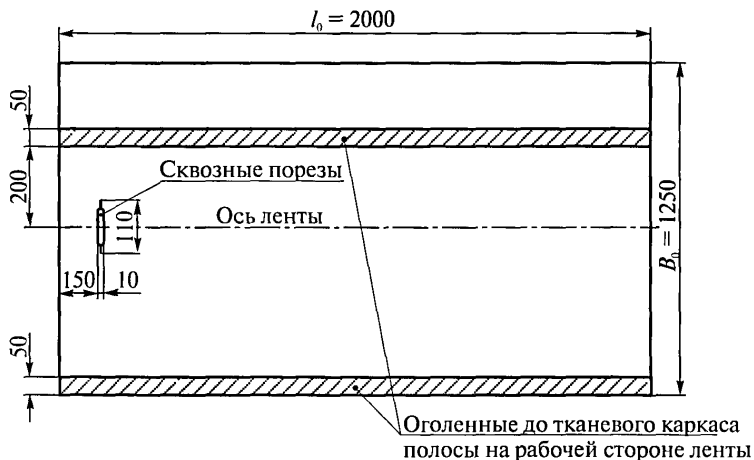 l₀ = 2000
50
200
Сквозные порезы
Ось ленты
110
B₀ = 1250
150
10
50
Оголенные до тканевого каркаса
полосы на рабочей стороне ленты